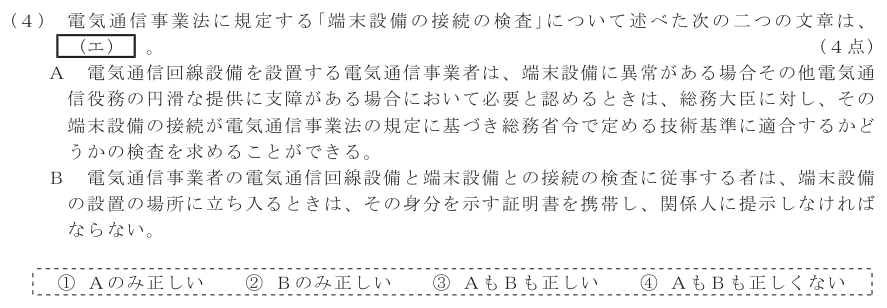 (4) 電気通信事業法に規定する「端末設備の接続の検査」について述べた次の二つの文章は、
(エ) 。 (4点)
A 電気通信回線設備を設置する電気通信事業者は、端末設備に異常がある場合その他電気通
信役務の円滑な提供に支障がある場合において必要と認めるときは、総務大臣に対し、その
端末設備の接続が電気通信事業法の規定に基づき総務省令で定める技術基準に適合するかど
うかの検査を求めることができる。
B 電気通信事業者の電気通信回線設備と端末設備との接続の検査に従事する者は、端末設備
の設置の場所に立ち入るときは、その身分を示す証明書を携帯し、関係人に提示しなければ
ならない。
① Aのみ正しい ② Bのみ正しい ③ AもBも正しい ④ AもBも正しくない